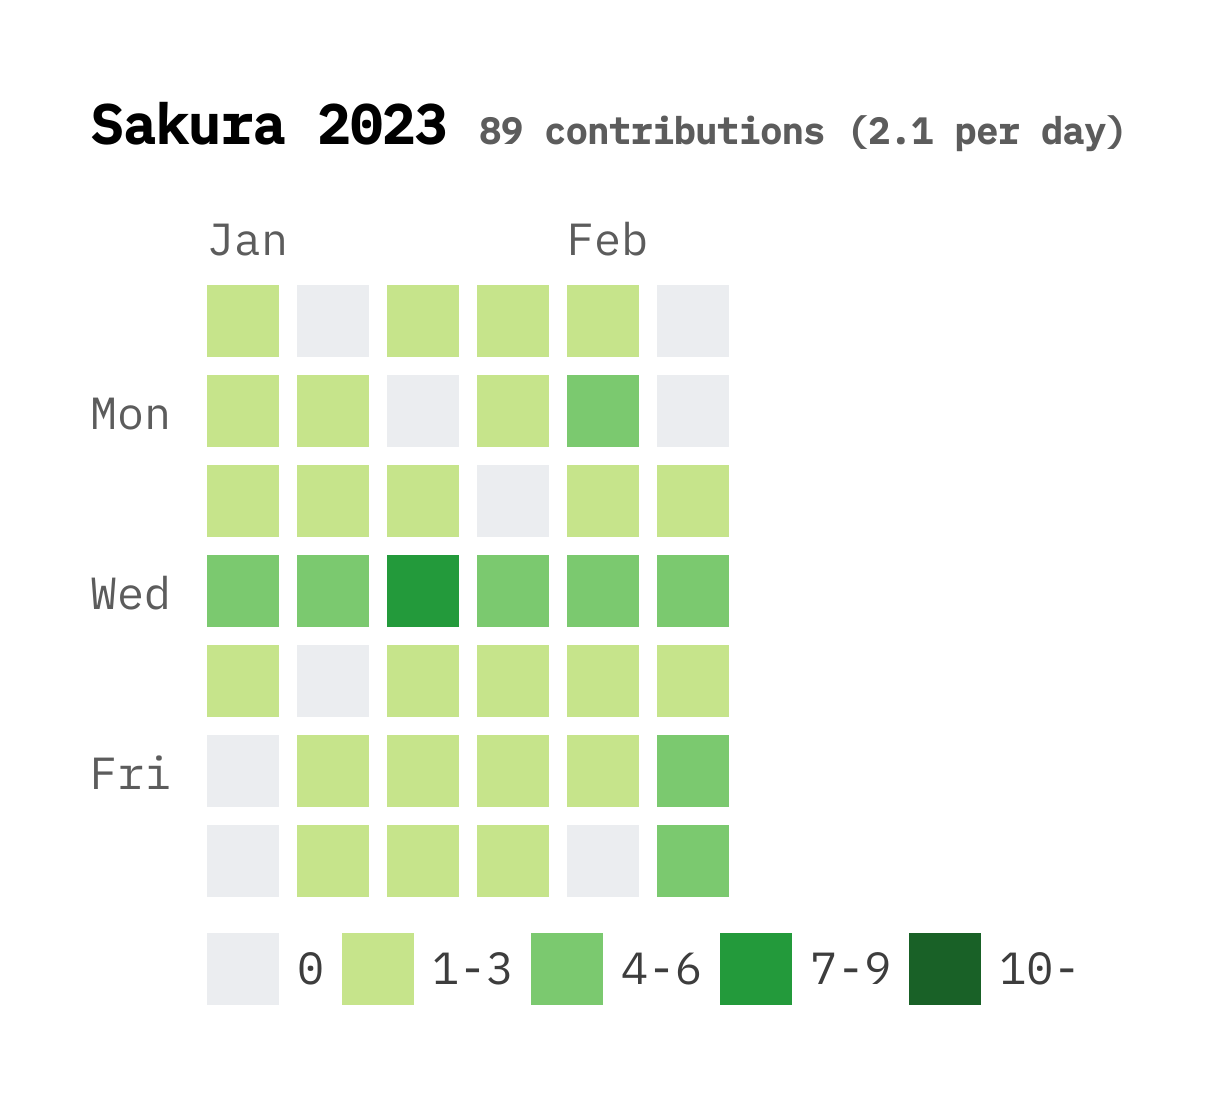 Sakura 2023 89 contributions (2.1 per day)
Jan Feb
Mon
Wed
Fri
0 1-3 4-6 7-9 10-